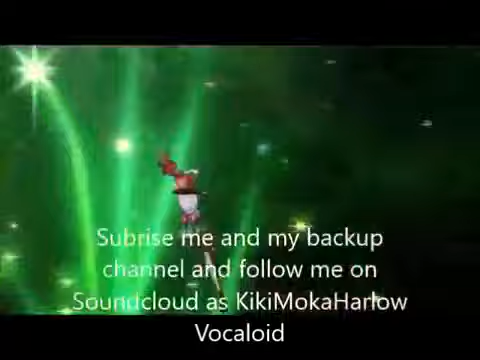 Subrise me and my backup
channel and follow me on
Soundcloud as KikiMokaHarlow
Vocaloid